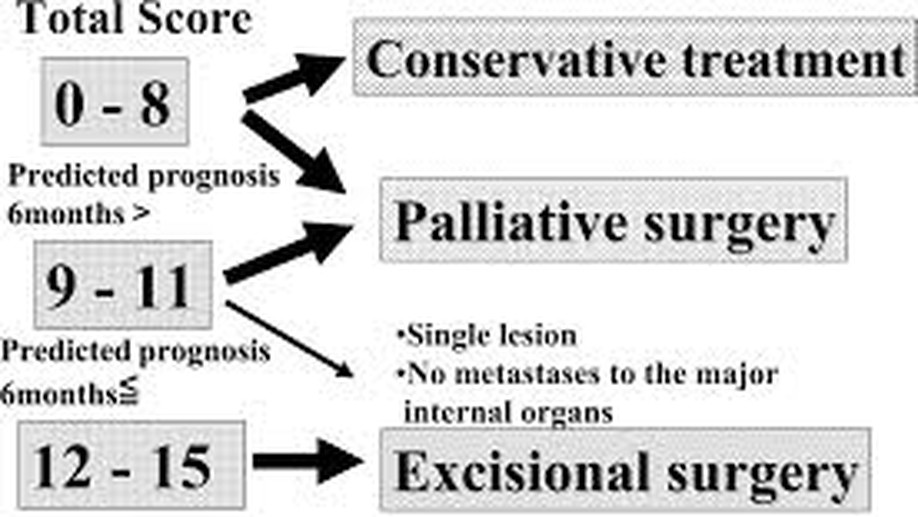 Total Score
0 - 8
Conservative treatment
Predicted prognosis
6months >
Palliative surgery
9 - 11
Predicted prognosis
6months≦
•Single lesion
•No metastases to the major
internal organs
12 - 15
Excisional surgery